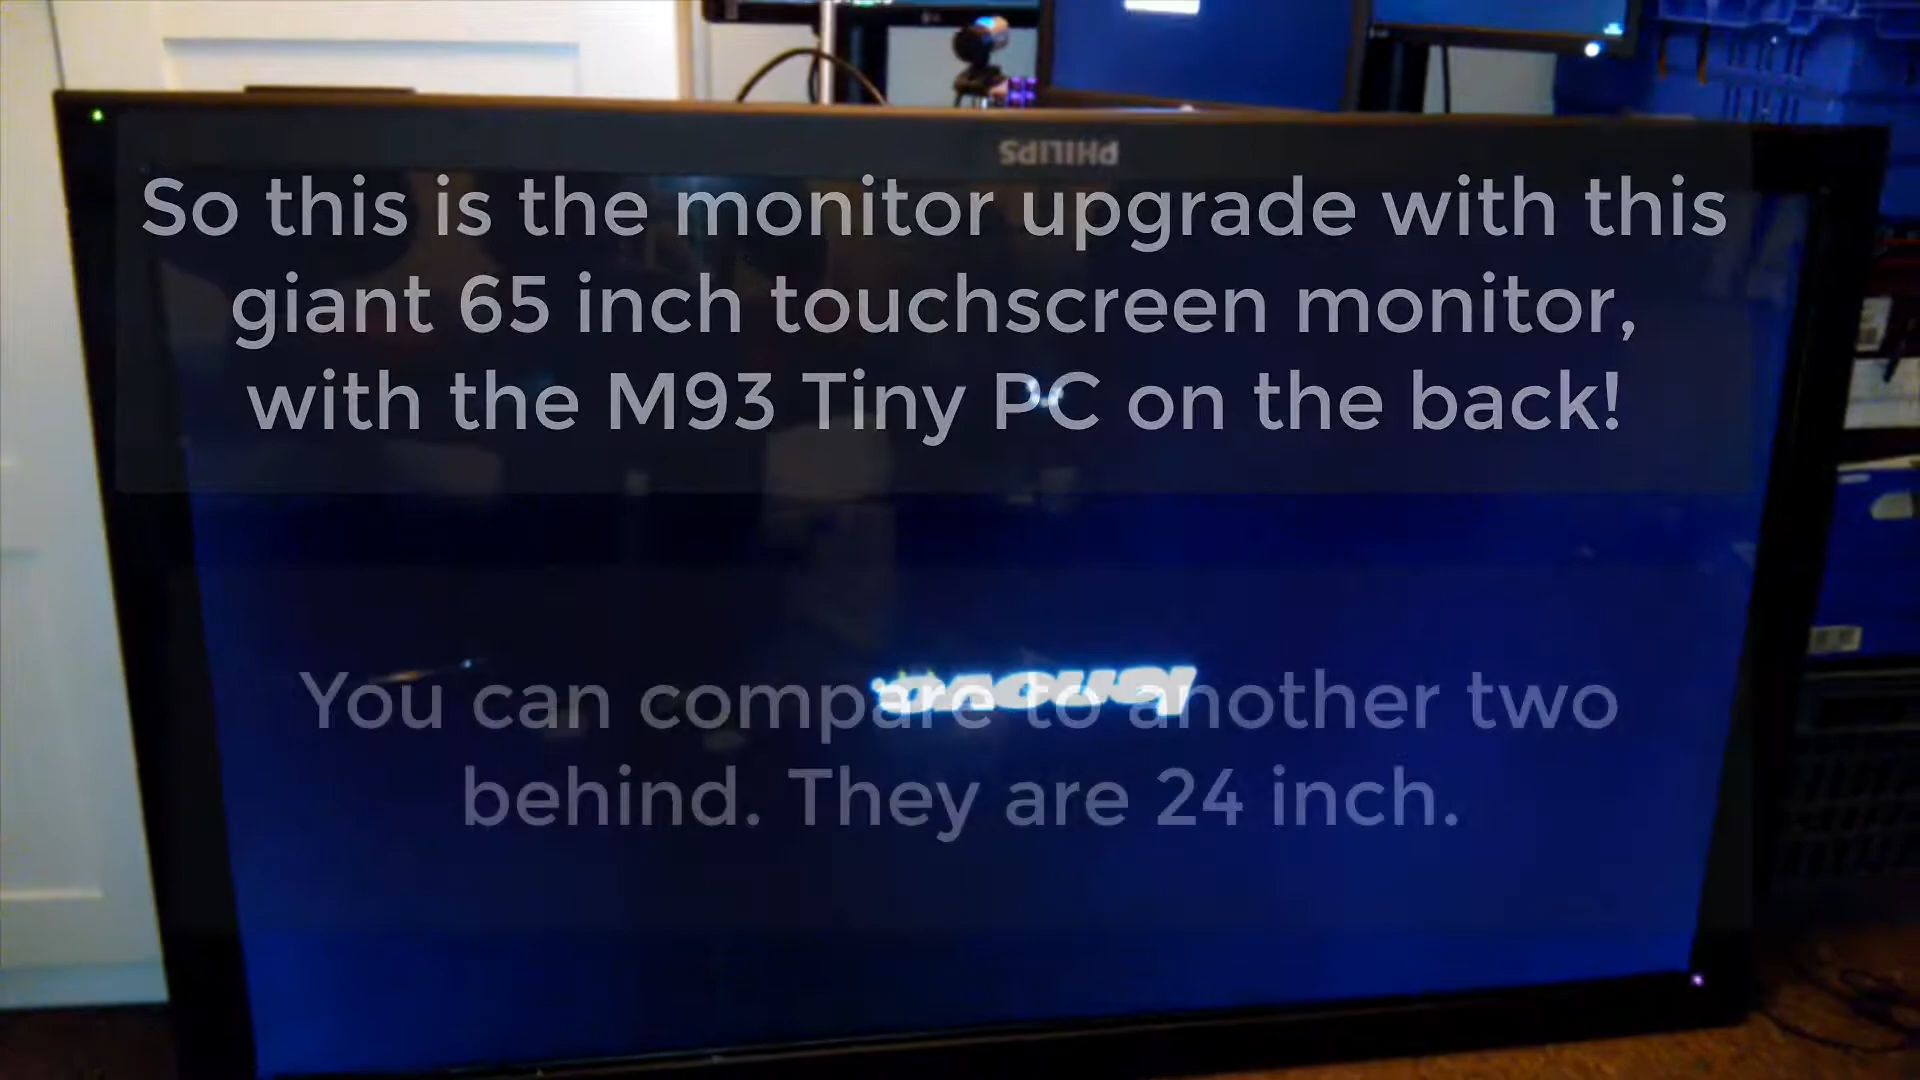 PHILIPS
So this is the monitor upgrade with this
giant 65 inch touchscreen monitor,
with the M93 Tiny PC on the back!
lenovo
You can compare to another two
behind. They are 24 inch.